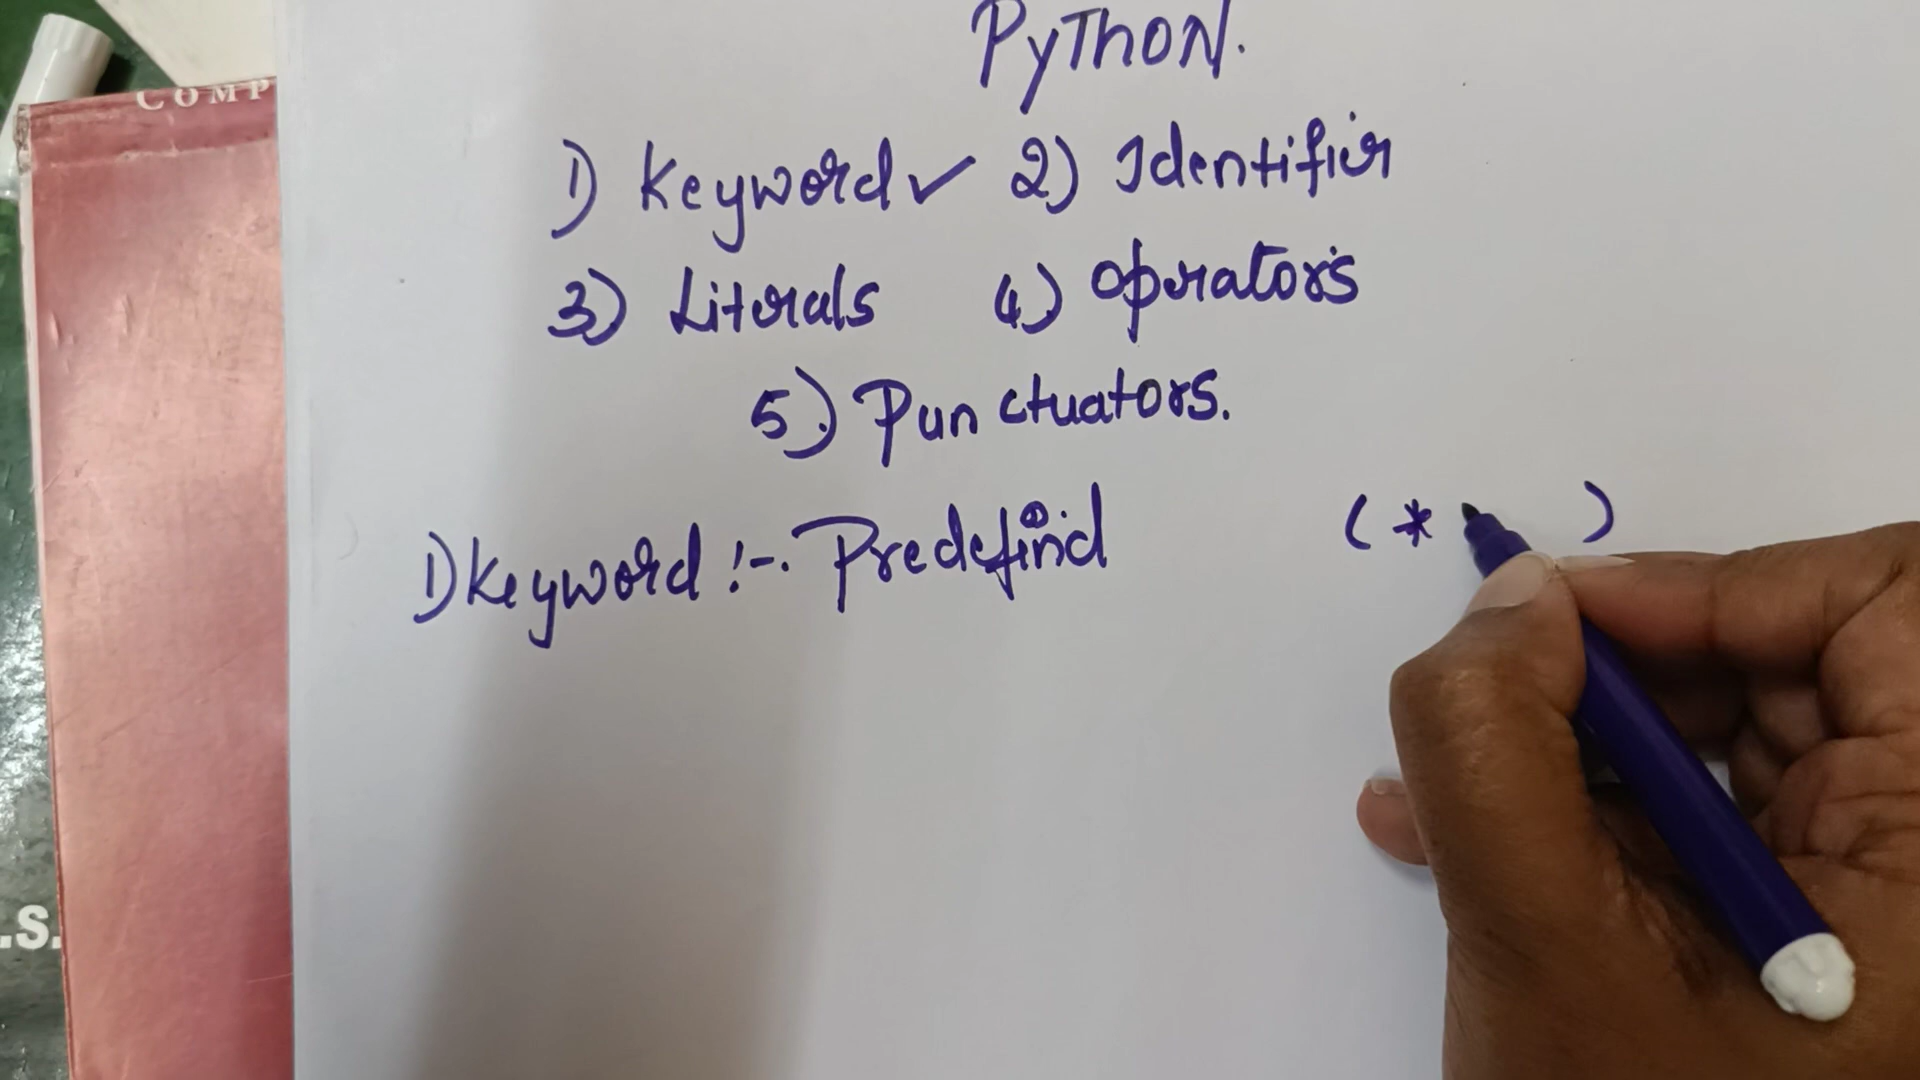 COMP
PYThON.
1) Keyword ✓ 2) Identifier
3) Literals 4) Operators
5.) Punctuators.
1) Keyword :-. Predefind ( * )
.S.